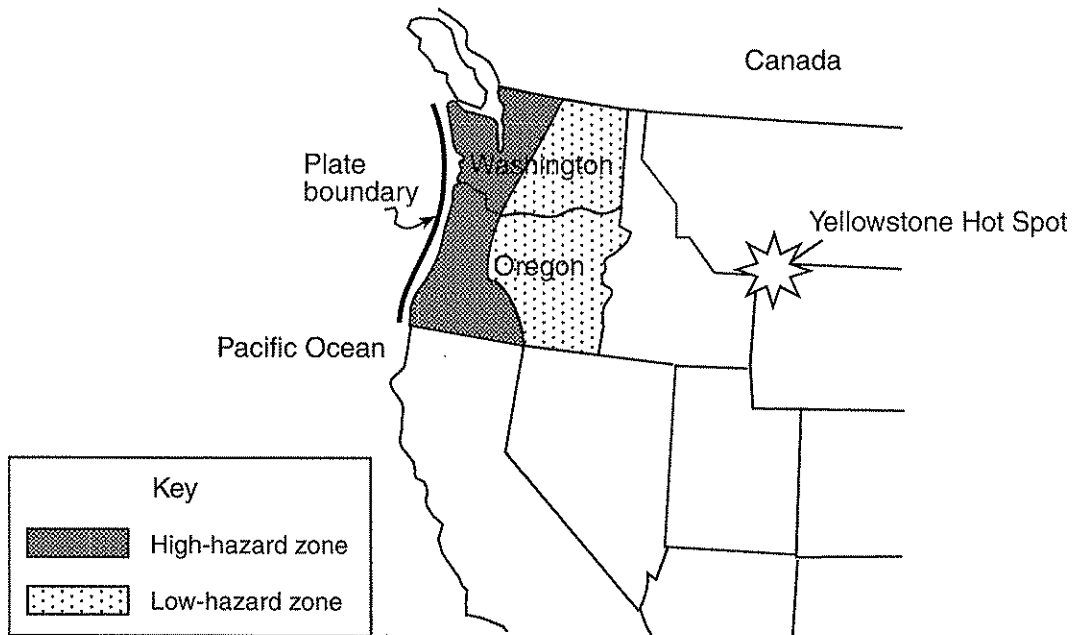 Canada
Plate
boundary
Washington
Yellowstone Hot Spot
Oregon
Pacific Ocean
Key
High-hazard zone
Low-hazard zone